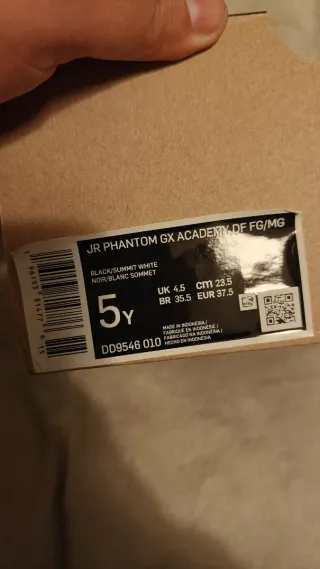 JR PHANTOM GX ACADEMY DF FG/MG
BLACK/SUMMIT WHITE
NOIR/BLANC SOMMET
5Y
UK 4.5 cm 23.5
BR 35.5 EUR 37.5
MADE IN INDONESIA /
FABRIQUÉ EN INDONÉSIE /
FABRICADO NA INDONÉSIA /
HECHO EN INDONESIA
DD9546 010